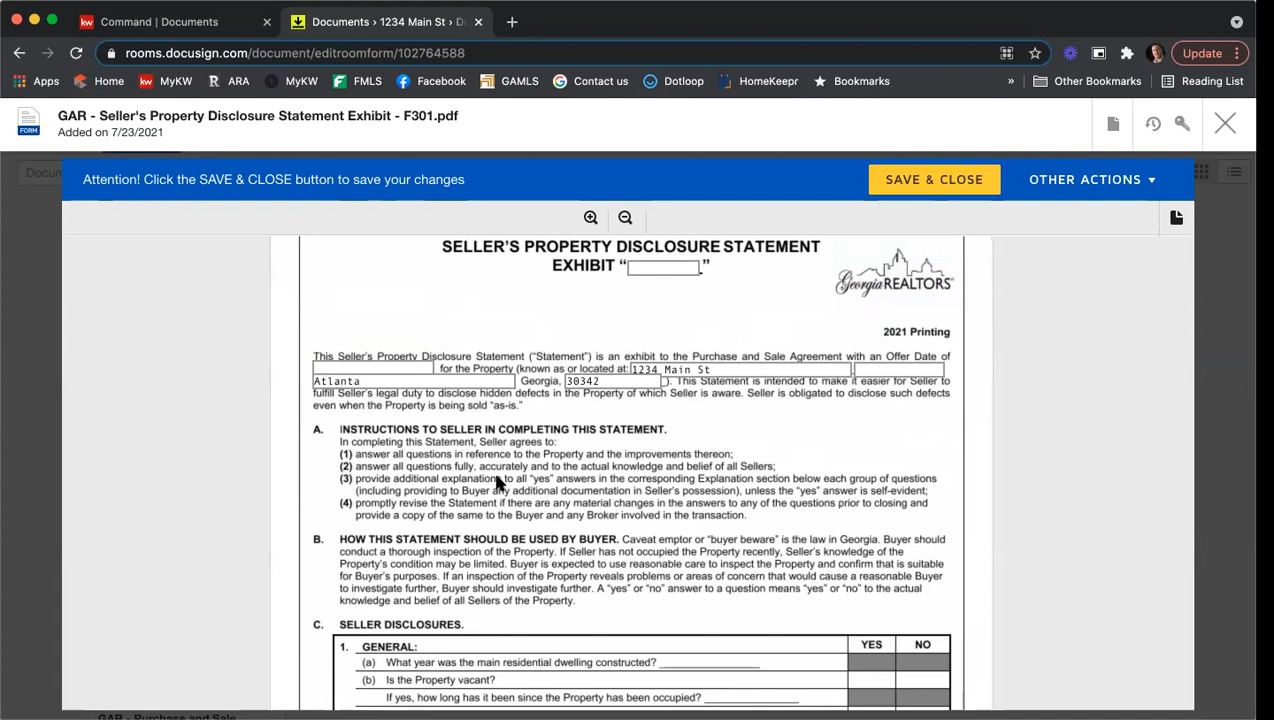 Command | Documents
Documents › 1234 Main St › D
rooms.docusign.com/document/editroomform/102764588
Update
Apps
Home
MyKW
ARA
MyKW
FMLS
Facebook
GAMLS
Contact us
Dotloop
HomeKeepr
Bookmarks
»
Other Bookmarks
Reading List
FORM
GAR - Seller's Property Disclosure Statement Exhibit - F301.pdf
Added on 7/23/2021
Docum
Attention! Click the SAVE & CLOSE button to save your changes
SAVE & CLOSE
OTHER ACTIONS
SELLER'S PROPERTY DISCLOSURE STATEMENT
EXHIBIT “ .”
Georgia REALTORS
2021 Printing
This Seller's Property Disclosure Statement (“Statement”) is an exhibit to the Purchase and Sale Agreement with an Offer Date of
for the Property (known as or located at: 1234 Main St ,
Atlanta Georgia, 30342 ). This Statement is intended to make it easier for Seller to
fulfill Seller's legal duty to disclose hidden defects in the Property of which Seller is aware. Seller is obligated to disclose such defects
even when the Property is being sold “as-is.”
A. INSTRUCTIONS TO SELLER IN COMPLETING THIS STATEMENT.
In completing this Statement, Seller agrees to:
(1) answer all questions in reference to the Property and the improvements thereon;
(2) answer all questions fully, accurately and to the actual knowledge and belief of all Sellers;
(3) provide additional explanations to all “yes” answers in the corresponding Explanation section below each group of questions
(including providing to Buyer any additional documentation in Seller's possession), unless the “yes” answer is self-evident;
(4) promptly revise the Statement if there are any material changes in the answers to any of the questions prior to closing and
provide a copy of the same to the Buyer and any Broker involved in the transaction.
B. HOW THIS STATEMENT SHOULD BE USED BY BUYER. Caveat emptor or “buyer beware” is the law in Georgia. Buyer should
conduct a thorough inspection of the Property. If Seller has not occupied the Property recently, Seller's knowledge of the
Property's condition may be limited. Buyer is expected to use reasonable care to inspect the Property and confirm that is suitable
for Buyer's purposes. If an inspection of the Property reveals problems or areas of concern that would cause a reasonable Buyer
to investigate further, Buyer should investigate further. A “yes” or “no” answer to a question means “yes” or “no” to the actual
knowledge and belief of all Sellers of the Property.
C. SELLER DISCLOSURES.
1. GENERAL: YES NO
(a) What year was the main residential dwelling constructed?
(b) Is the Property vacant?
If yes, how long has it been since the Property has been occupied?
GAR - Purchase and Sale